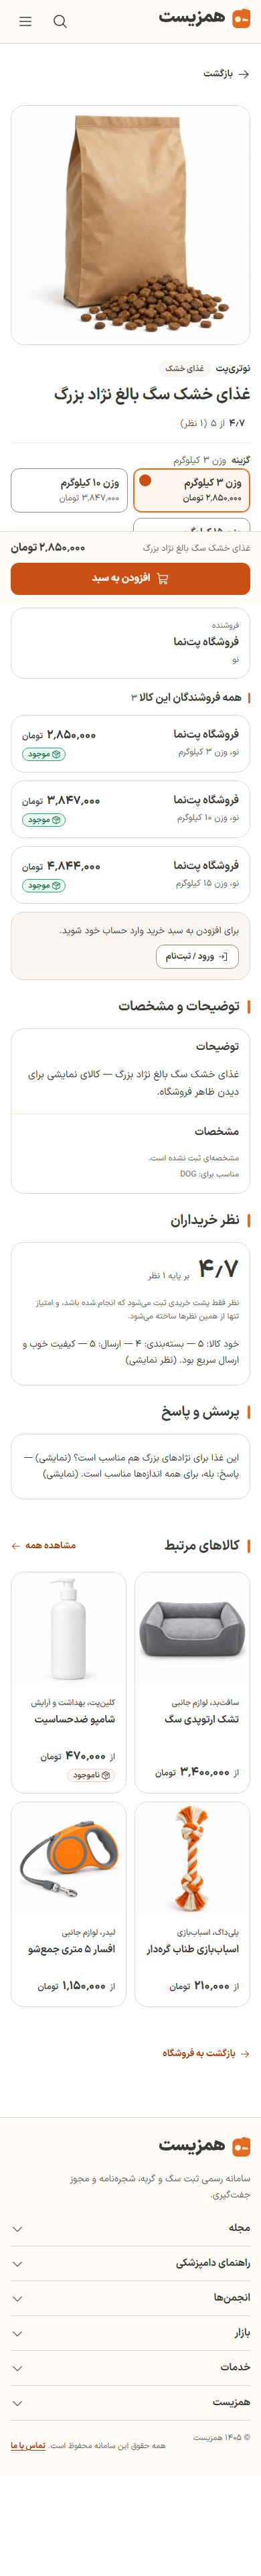 همزیست
بازگشت
نوتری‌پت
غذای خشک
غذای خشک سگ بالغ نژاد بزرگ
۴٫۷ از ۵ (۱ نظر)
گزینه وزن ۳ کیلوگرم
وزن ۳ کیلوگرم
۲,۸۵۰,۰۰۰ تومان
وزن ۱۰ کیلوگرم
۳,۸۴۷,۰۰۰ تومان
غذای خشک سگ بالغ نژاد بزرگ
۲,۸۵۰,۰۰۰ تومان
افزودن به سبد
فروشنده
فروشگاه پت‌نما
نو
همه فروشندگان این کالا ۳
فروشگاه پت‌نما
۲,۸۵۰,۰۰۰ تومان
نو، وزن ۳ کیلوگرم
موجود
فروشگاه پت‌نما
۳,۸۴۷,۰۰۰ تومان
نو، وزن ۱۰ کیلوگرم
موجود
فروشگاه پت‌نما
۴,۸۴۴,۰۰۰ تومان
نو، وزن ۱۵ کیلوگرم
موجود
برای افزودن به سبد خرید وارد حساب خود شوید.
ورود / ثبت‌نام
توضیحات و مشخصات
توضیحات
غذای خشک سگ بالغ نژاد بزرگ — کالای نمایشی برای
دیدن ظاهر فروشگاه.
مشخصات
مشخصه‌ای ثبت نشده است.
مناسب برای: DOG
نظر خریداران
۴٫۷
بر پایه ۱ نظر
نظر فقط پشت خریدی ثبت می‌شود که انجام شده باشد، و امتیاز
تنها از همین نظرها ساخته می‌شود.
خود کالا: ۵ — بسته‌بندی: ۴ — ارسال: ۵ — کیفیت خوب و
ارسال سریع بود. (نظر نمایشی)
پرسش و پاسخ
این غذا برای نژادهای بزرگ هم مناسب است؟ (نمایشی) —
پاسخ: بله، برای همه اندازه‌ها مناسب است. (نمایشی)
کالاهای مرتبط
مشاهده همه
سافت‌بد، لوازم جانبی
تشک ارتوپدی سگ
از ۳,۴۰۰,۰۰۰ تومان
کلین‌پت، بهداشت و آرایش
شامپو ضدحساسیت
از ۴۷۰,۰۰۰ تومان
ناموجود
پلی‌داگ، اسباب‌بازی
اسباب‌بازی طناب گره‌دار
از ۲۱۰,۰۰۰ تومان
لیدر، لوازم جانبی
افسار ۵ متری جمع‌شو
از ۱,۱۵۰,۰۰۰ تومان
بازگشت به فروشگاه
همزیست
سامانه رسمی ثبت سگ و گربه، شجره‌نامه و مجوز
جفت‌گیری.
مجله
راهنمای دامپزشکی
انجمن‌ها
بازار
خدمات
همزیست
© ۱۴۰۵ همزیست
همه حقوق این سامانه محفوظ است. تماس با ما